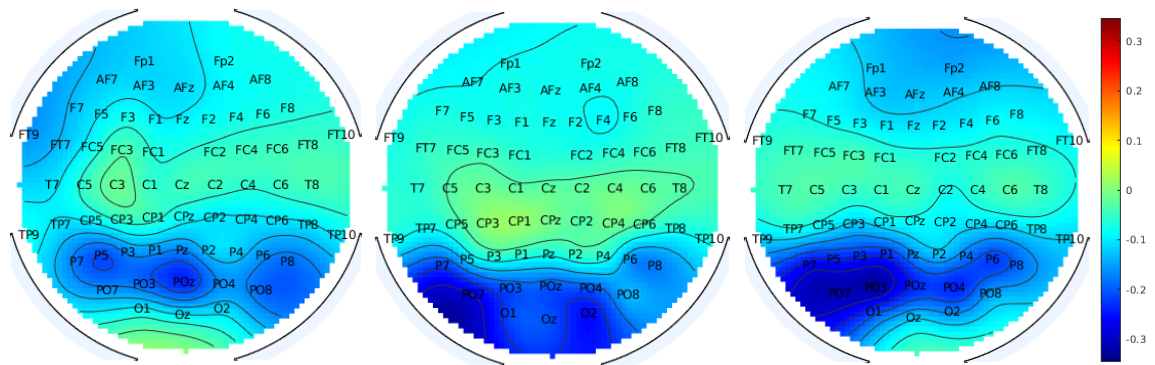 Fp1 Fp2
AF7 AF3 AFz AF4 AF8
F7 F5 F3 F1 Fz F2 F4 F6 F8
FT9 FT7 FC5 FC3 FC1 FC2 FC4 FC6 FT8 FT10
T7 C5 C3 C1 Cz C2 C4 C6 T8
TP9 TP7 CP5 CP3 CP1 CPz CP2 CP4 CP6 TP8 TP10
P7 P5 P3 P1 Pz P2 P4 P8
PO7 PO3 POz PO4 PO8
O1 Oz O2
Fp1 Fp2
AF7 AF3 AFz AF4 AF8
F7 F5 F3 F1 Fz F2 F4 F6 F8
FT9 FT7 FC5 FC3 FC1 FC2 FC4 FC6 FT8 FT10
T7 C5 C3 C1 Cz C2 C4 C6 T8
TP9 TP7 CP5 CP3 CP1 CPz CP2 CP4 CP6 TP8 TP10
P7 P5 P3 P1 Pz P2 P4 P6 P8
PO7 PO3 POz PO4 PO8
O1 Oz O2
Fp1 Fp2
AF7 AF3 AFz AF4 AF8
F7 F5 F3 F1 Fz F2 F4 F6 F8
FT9 FT7 FC5 FC3 FC1 FC2 FC4 FC6 FT8 FT10
T7 C5 C3 C1 Cz C2 C4 C6 T8
TP9 TP7 CP5 CP3 CP1 CPz CP2 CP4 CP6 TP8 TP10
P7 P5 P3 P1 Pz P2 P4 P6 P8
PO7 PO3 POz PO4 PO8
O1 Oz O2
0.3
0.2
0.1
0
-0.1
-0.2
-0.3